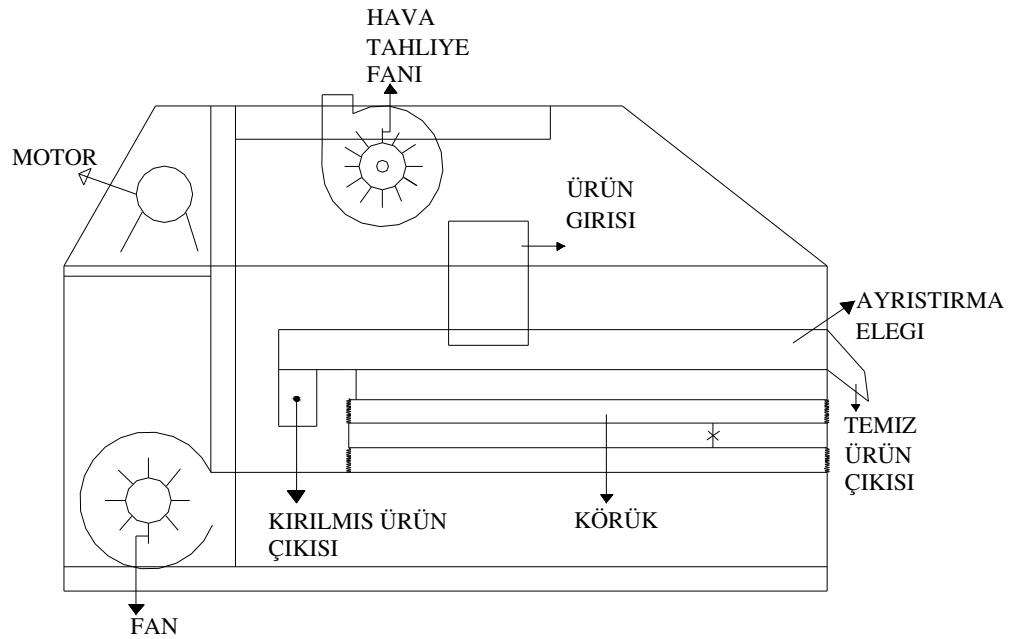 HAVA
TAHLIYE
FANI
MOTOR
ÜRÜN
GIRISI
AYRISTIRMA
ELEGI
TEMIZ
ÜRÜN
ÇIKISI
KIRILMIS ÜRÜN
ÇIKISI
KÖRÜK
FAN